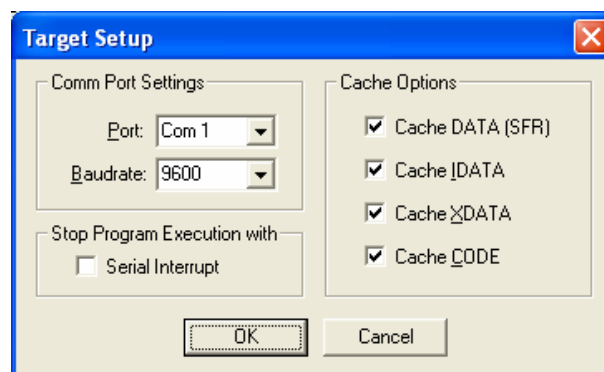 Target Setup
Comm Port Settings
Port: Com 1
Baudrate: 9600
Stop Program Execution with
Serial Interrupt
Cache Options
Cache DATA (SFR)
Cache IDATA
Cache XDATA
Cache CODE
OK
Cancel